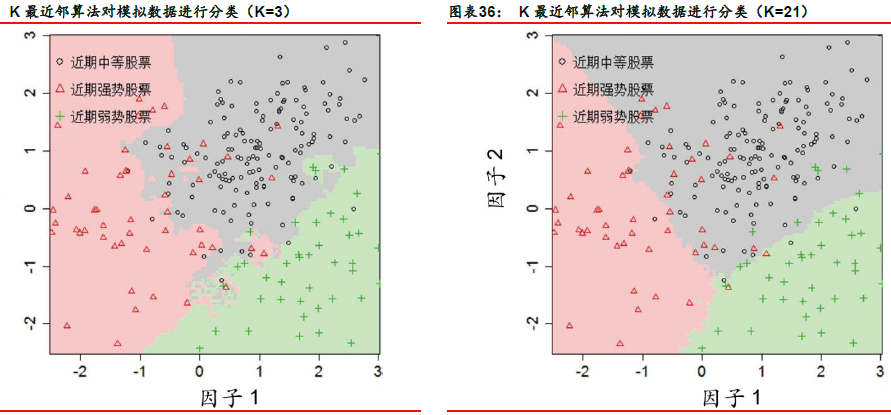 K 最近邻算法对模拟数据进行分类（K=3）
3
2
1
0
-1
-2
近期中等股票
近期强势股票
近期弱势股票
-2 -1 0 1 2 3
因子 1
图表36： K 最近邻算法对模拟数据进行分类（K=21）
因子 2
3
2
1
0
-1
-2
近期中等股票
近期强势股票
近期弱势股票
-2 -1 0 1 2 3
因子 1